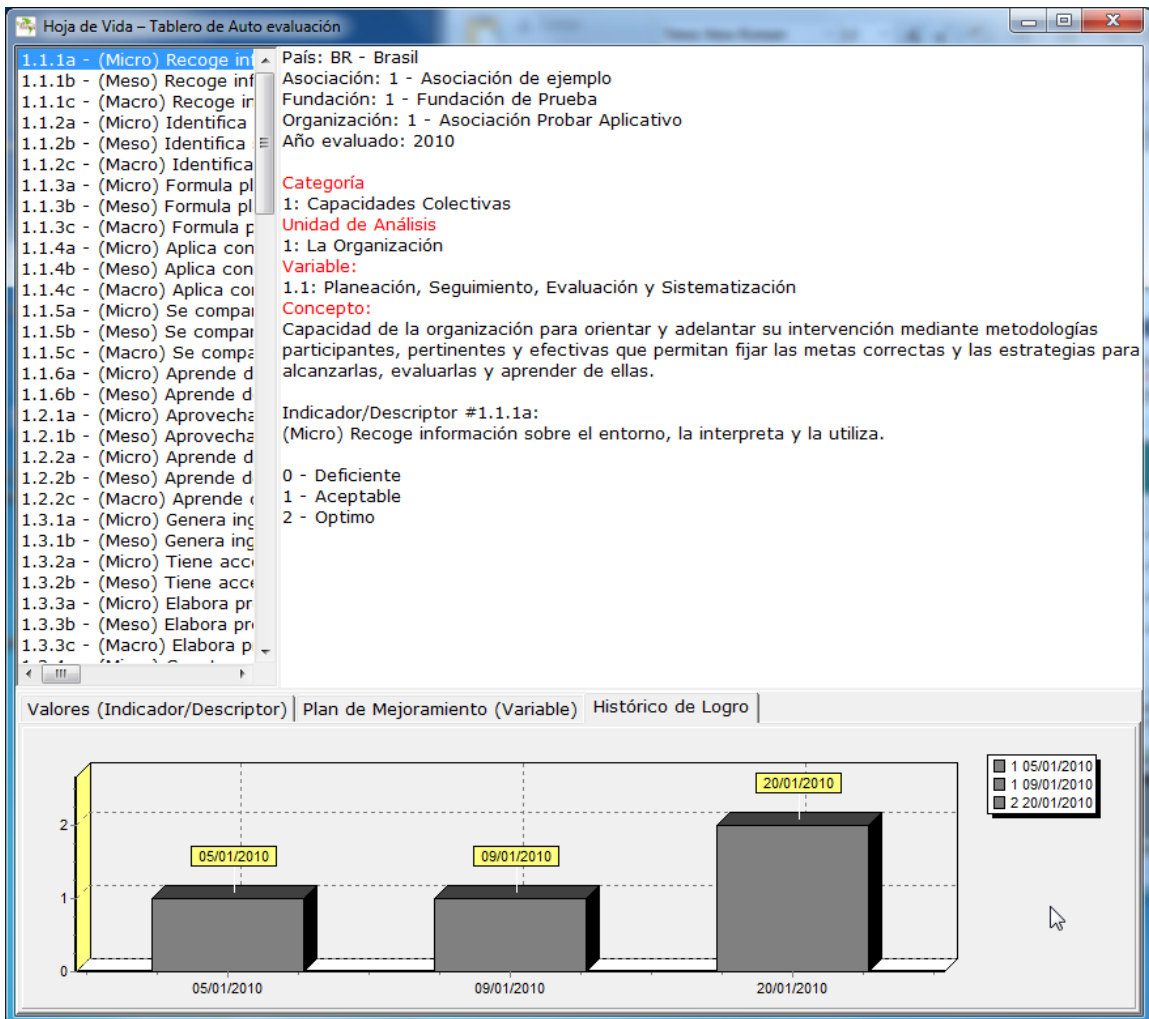 Hoja de Vida – Tablero de Auto evaluación
1.1.1a - (Micro) Recoge
1.1.1b - (Meso) Recoge
1.1.1c - (Macro) Recoge
1.1.2a - (Micro) Identifica
1.1.2b - (Meso) Identifica
1.1.2c - (Macro) Identifica
1.1.3a - (Micro) Formula
1.1.3b - (Meso) Formula
1.1.3c - (Macro) Formula
1.1.4a - (Micro) Aplica con
1.1.4b - (Meso) Aplica con
1.1.4c - (Macro) Aplica
1.1.5a - (Micro) Se
1.1.5b - (Meso) Se
1.1.5c - (Macro) Se
1.1.6a - (Micro) Aprende d
1.1.6b - (Meso) Aprende d
1.2.1a - (Micro) Aprovecha
1.2.1b - (Meso) Aprovecha
1.2.2a - (Micro) Aprende d
1.2.2b - (Meso) Aprende d
1.2.2c - (Macro) Aprende
1.3.1a - (Micro) Genera ing
1.3.1b - (Meso) Genera ing
1.3.2a - (Micro) Tiene
1.3.2b - (Meso) Tiene
1.3.3a - (Micro) Elabora
1.3.3b - (Meso) Elabora
1.3.3c - (Macro) Elabora
País: BR - Brasil
Asociación: 1 - Asociación de ejemplo
Fundación: 1 - Fundación de Prueba
Organización: 1 - Asociación Probar Aplicativo
Año evaluado: 2010
Categoría
1: Capacidades Colectivas
Unidad de Análisis
1: La Organización
Variable:
1.1: Planeación, Seguimiento, Evaluación y Sistematización
Concepto:
Capacidad de la organización para orientar y adelantar su intervención mediante metodologías
participantes, pertinentes y efectivas que permitan fijar las metas correctas y las estrategias para
alcanzarlas, evaluarlas y aprender de ellas.
Indicador/Descriptor #1.1.1a:
(Micro) Recoge información sobre el entorno, la interpreta y la utiliza.
0 - Deficiente
1 - Aceptable
2 - Optimo
Valores (Indicador/Descriptor) Plan de Mejoramiento (Variable) Histórico de Logro
1 05/01/2010
1 09/01/2010
2 20/01/2010
20/01/2010
2
05/01/2010 09/01/2010
1
0
05/01/2010 09/01/2010 20/01/2010